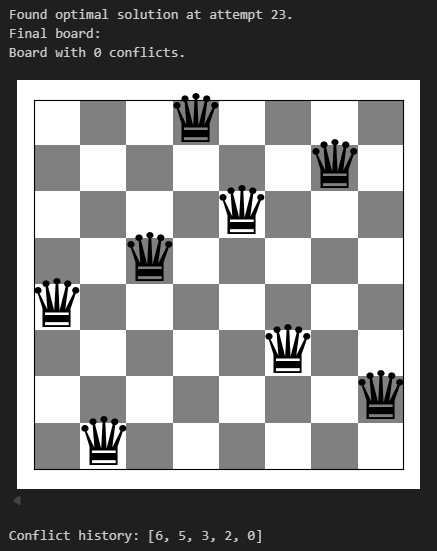 Found optimal solution at attempt 23.
Final board:
Board with 0 conflicts.
Conflict history: [6, 5, 3, 2, 0]